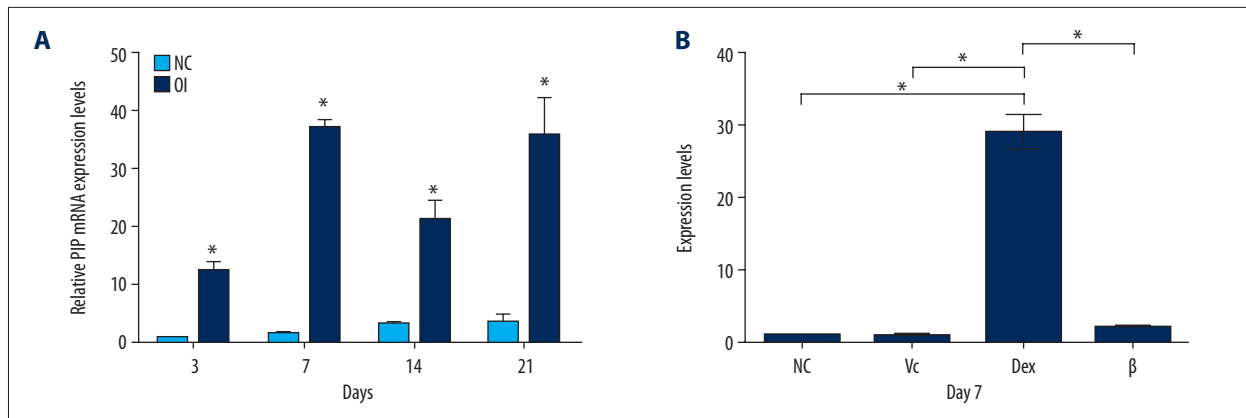 A
Relative PIP mRNA expression levels
50
40
30
20
10
0
NC
OI
*
*
*
*
3
7
14
21
Days
B
Expression levels
40
30
20
10
0
*
*
*
NC
Vc
Dex
β
Day 7